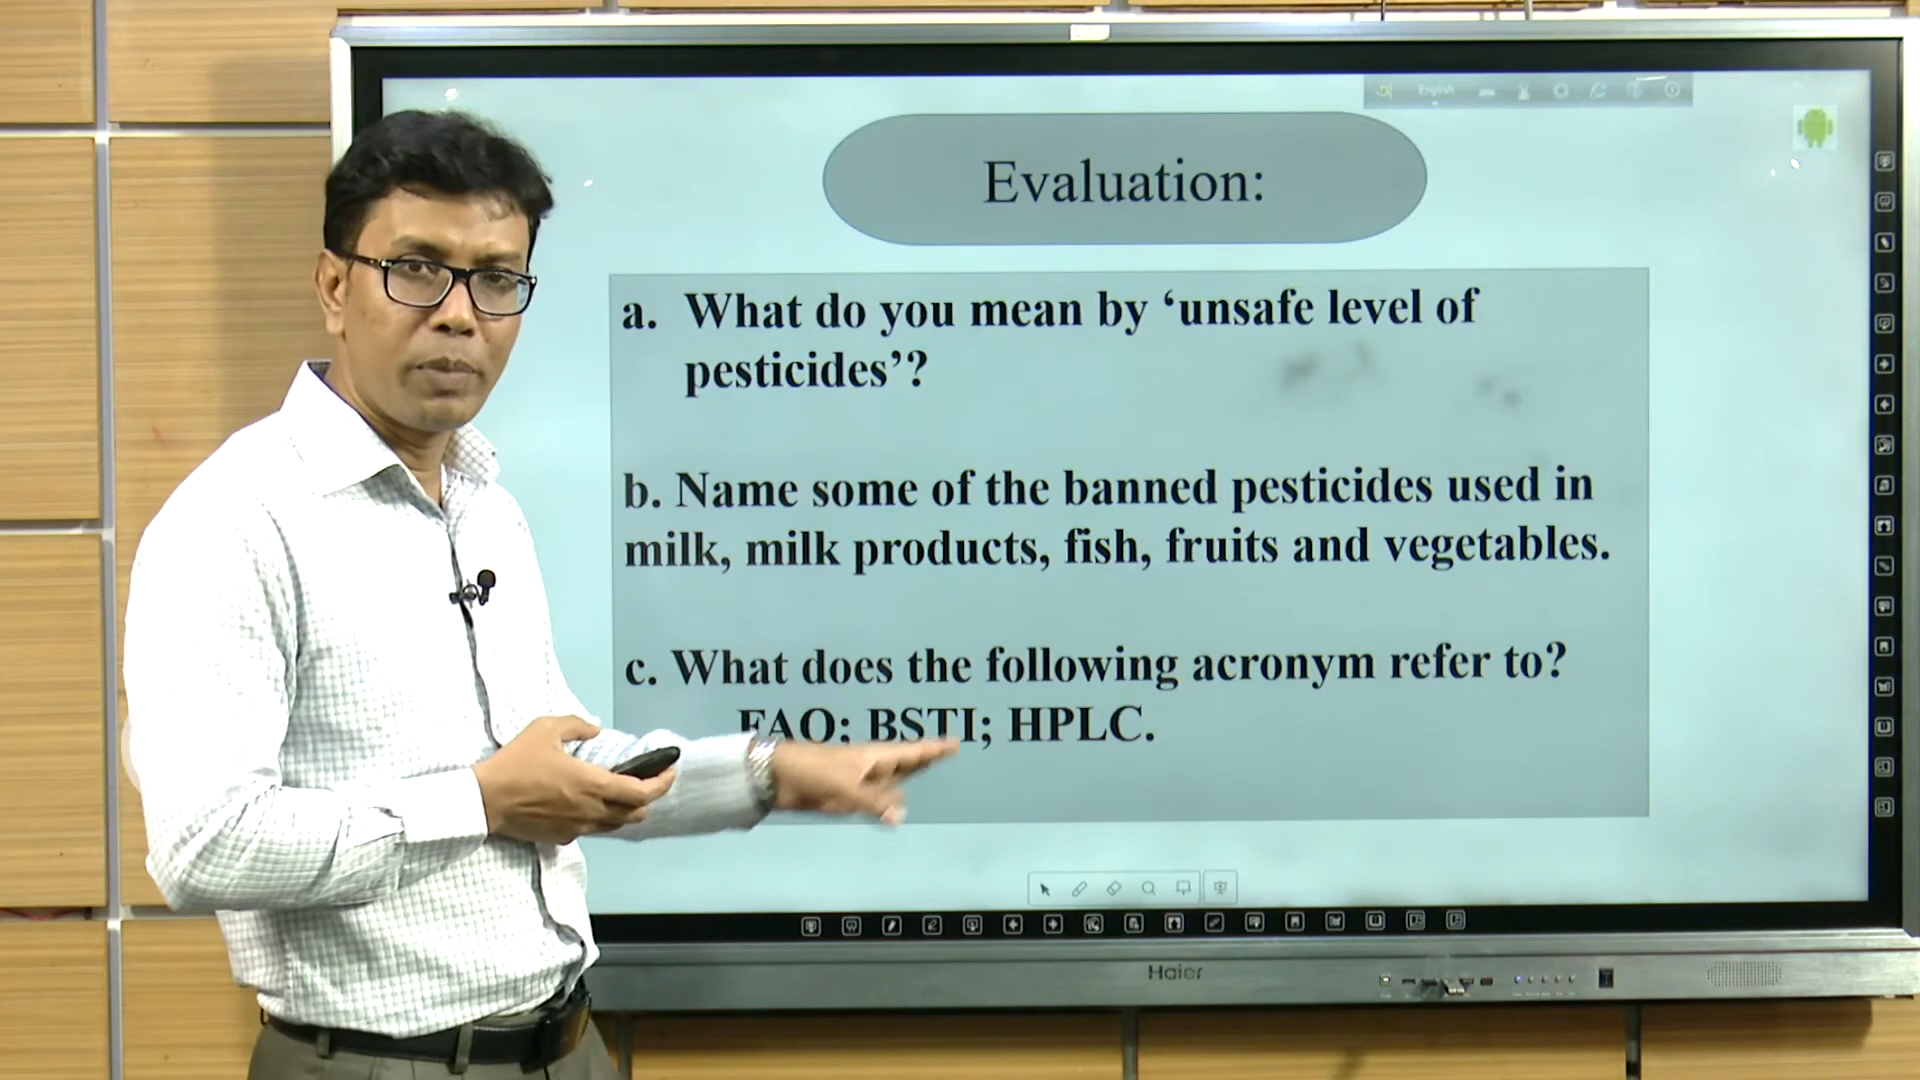 অ English
Evaluation:
a. What do you mean by ‘unsafe level of
pesticides’?
b. Name some of the banned pesticides used in
milk, milk products, fish, fruits and vegetables.
c. What does the following acronym refer to?
FAO; BSTI; HPLC.
Haier